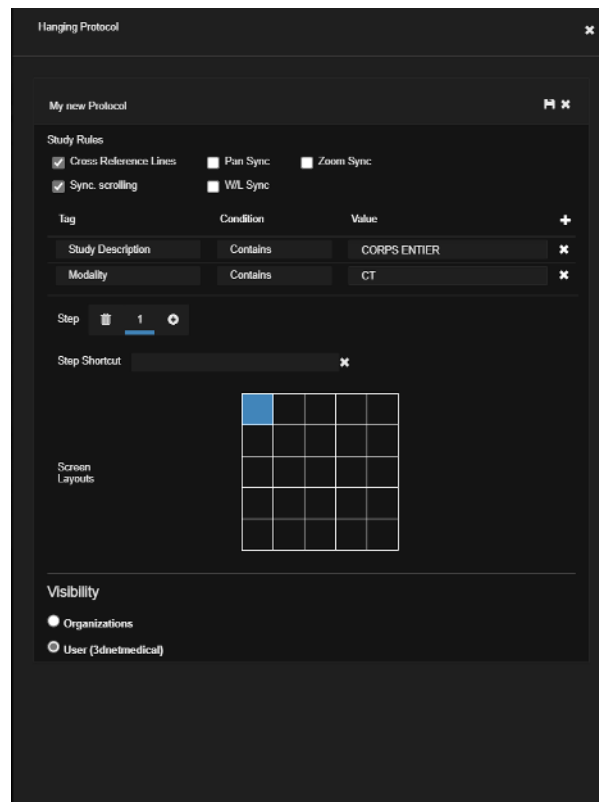 Hanging Protocol
My new Protocol
Study Rules
Cross Reference Lines Pan Sync Zoom Sync
Sync. scrolling W/L Sync
Tag Condition Value
Study Description Contains CORPS ENTIER
Modality Contains CT
Step 1
Step Shortcut
Screen
Layouts
Visibility
Organizations
User (3dnetmedical)